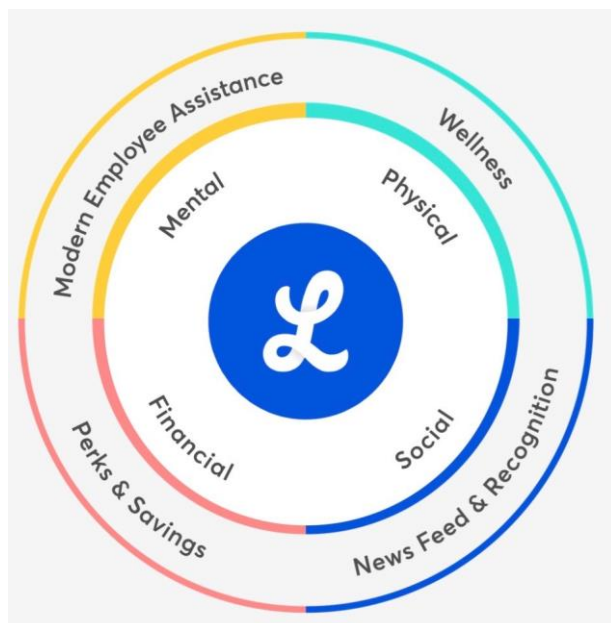 Modern Employee Assistance
Wellness
Mental
Physical
L
Financial
Social
Perks & Savings
News Feed & Recognition